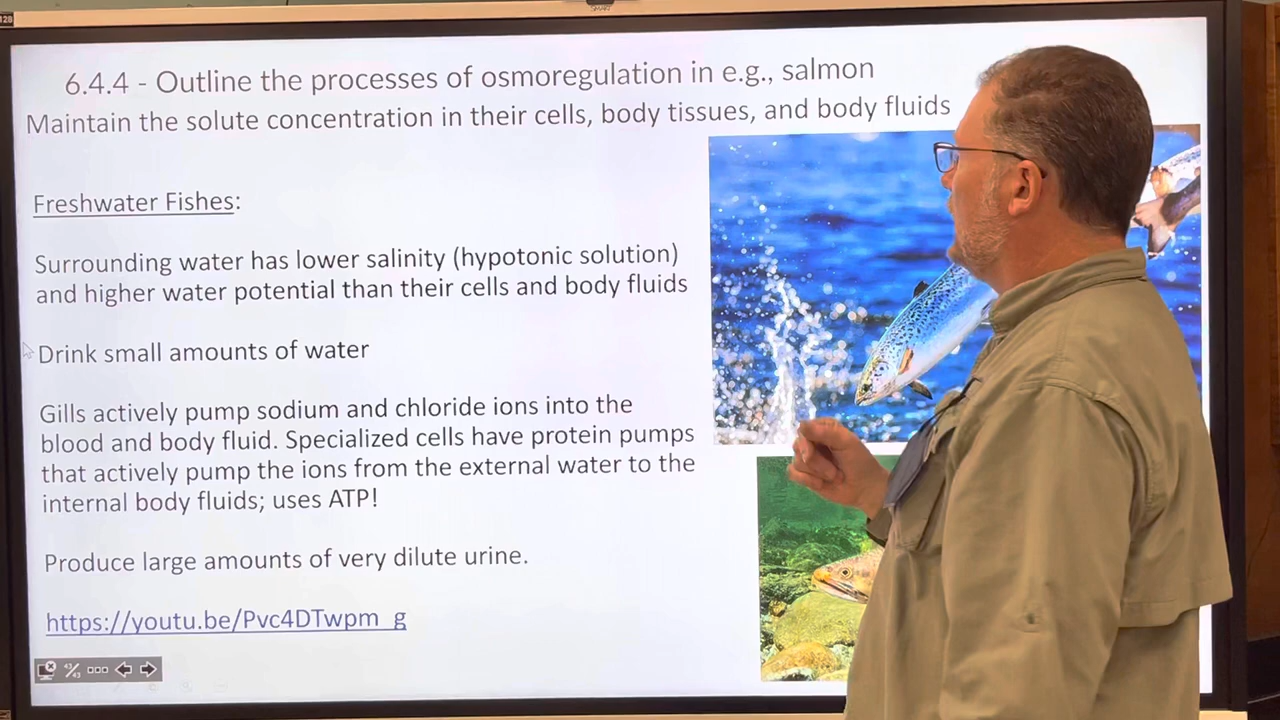 128
SMART
6.4.4 - Outline the processes of osmoregulation in e.g., salmon
Maintain the solute concentration in their cells, body tissues, and body fluids
Freshwater Fishes:
Surrounding water has lower salinity (hypotonic solution)
and higher water potential than their cells and body fluids
Drink small amounts of water
Gills actively pump sodium and chloride ions into the
blood and body fluid. Specialized cells have protein pumps
that actively pump the ions from the external water to the
internal body fluids; uses ATP!
Produce large amounts of very dilute urine.
https://youtu.be/Pvc4DTwpm_g